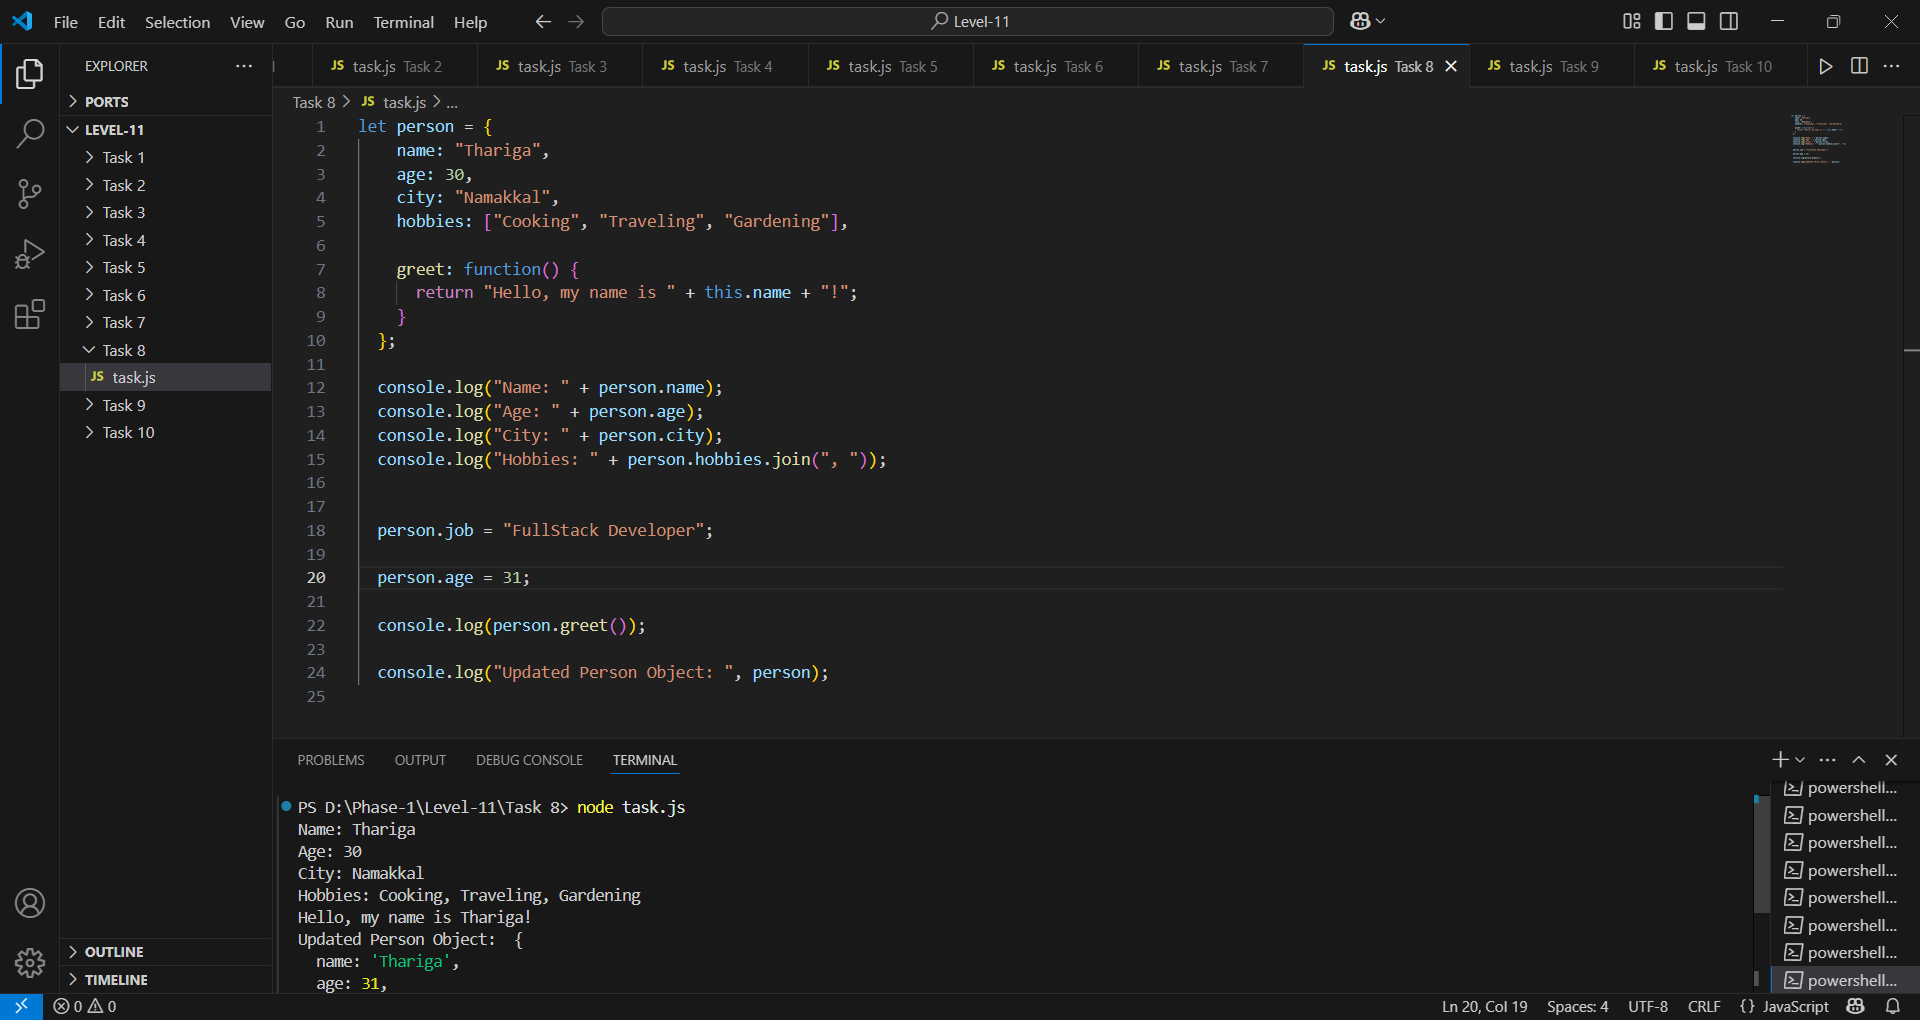 File Edit Selection View Go Run Terminal Help
Level-11
EXPLORER
PORTS
LEVEL-11
Task 1
Task 2
Task 3
Task 4
Task 5
Task 6
Task 7
Task 8
JS task.js
Task 9
Task 10
OUTLINE
TIMELINE
JS task.js Task 2
JS task.js Task 3
JS task.js Task 4
JS task.js Task 5
JS task.js Task 6
JS task.js Task 7
JS task.js Task 8
JS task.js Task 9
JS task.js Task 10
Task 8 > JS task.js > ...
1 let person = {
2 name: "Thariga",
3 age: 30,
4 city: "Namakkal",
5 hobbies: ["Cooking", "Traveling", "Gardening"],
6
7 greet: function() {
8 return "Hello, my name is " + this.name + "!";
9 }
10 };
11
12 console.log("Name: " + person.name);
13 console.log("Age: " + person.age);
14 console.log("City: " + person.city);
15 console.log("Hobbies: " + person.hobbies.join(", "));
16
17
18 person.job = "FullStack Developer";
19
20 person.age = 31;
21
22 console.log(person.greet());
23
24 console.log("Updated Person Object: ", person);
25
PROBLEMS OUTPUT DEBUG CONSOLE TERMINAL
PS D:\Phase-1\Level-11\Task 8> node task.js
Name: Thariga
Age: 30
City: Namakkal
Hobbies: Cooking, Traveling, Gardening
Hello, my name is Thariga!
Updated Person Object:  {
name: 'Thariga',
age: 31,
powershell...
powershell...
powershell...
powershell...
powershell...
powershell...
powershell...
powershell...
0 0
Ln 20, Col 19 Spaces: 4 UTF-8 CRLF {} JavaScript